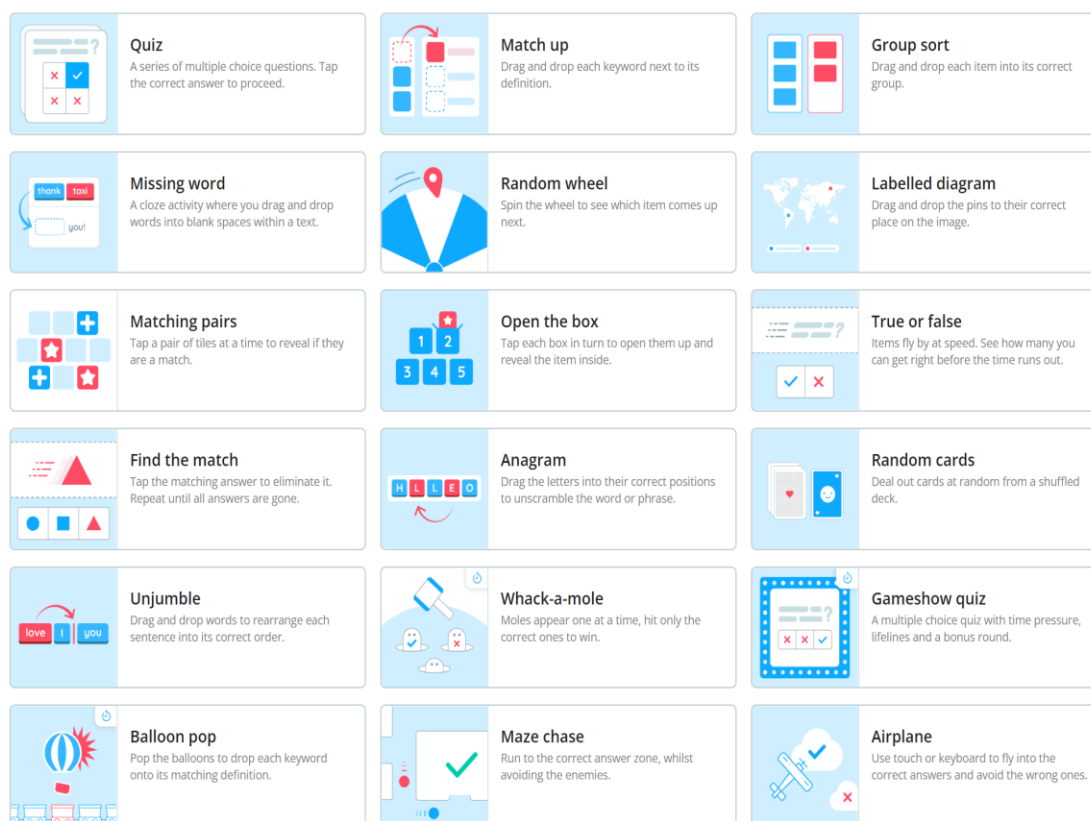 Quiz
A series of multiple choice questions. Tap
the correct answer to proceed.
Match up
Drag and drop each keyword next to its
definition.
Group sort
Drag and drop each item into its correct
group.
thank taxi
you!
Missing word
A cloze activity where you drag and drop
words into blank spaces within a text.
Random wheel
Spin the wheel to see which item comes up
next.
Labelled diagram
Drag and drop the pins to their correct
place on the image.
Matching pairs
Tap a pair of tiles at a time to reveal if they
are a match.
1 2
3 4 5
Open the box
Tap each box in turn to open them up and
reveal the item inside.
?
True or false
Items fly by at speed. See how many you
can get right before the time runs out.
Find the match
Tap the matching answer to eliminate it.
Repeat until all answers are gone.
H L L E O
Anagram
Drag the letters into their correct positions
to unscramble the word or phrase.
Random cards
Deal out cards at random from a shuffled
deck.
love I you
Unjumble
Drag and drop words to rearrange each
sentence into its correct order.
Whack-a-mole
Moles appear one at a time, hit only the
correct ones to win.
?
Gameshow quiz
A multiple choice quiz with time pressure,
lifelines and a bonus round.
Balloon pop
Pop the balloons to drop each keyword
onto its matching definition.
Maze chase
Run to the correct answer zone, whilst
avoiding the enemies.
Airplane
Use touch or keyboard to fly into the
correct answers and avoid the wrong ones.